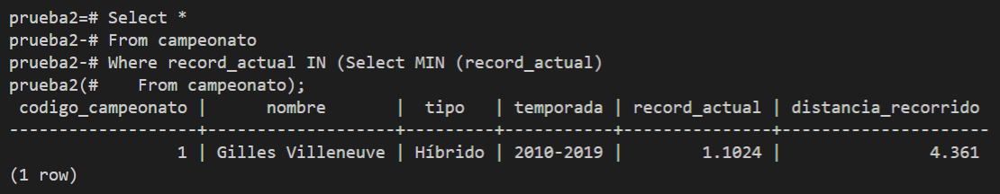 prueba2=# Select *
prueba2-# From campeonato
prueba2-# Where record_actual IN (Select MIN (record_actual)
prueba2(#    From campeonato);
 codigo_campeonato |      nombre       |  tipo   | temporada | record_actual | distancia_recorrido
-------------------+-------------------+---------+-----------+---------------+---------------------
                 1 | Gilles Villeneuve | Híbrido | 2010-2019 |        1.1024 |               4.361
(1 row)